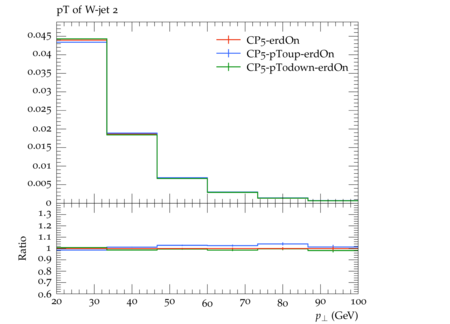 pT of W-jet 2
0.045
0.04
0.035
0.03
0.025
0.02
0.015
0.01
0.005
0
CP5-erdOn
CP5-pToup-erdOn
CP5-pTodown-erdOn
1.3
1.2
1.1
1
0.9
0.8
0.7
0.6
Ratio
20 30 40 50 60 70 80 90 100
p⊥ (GeV)